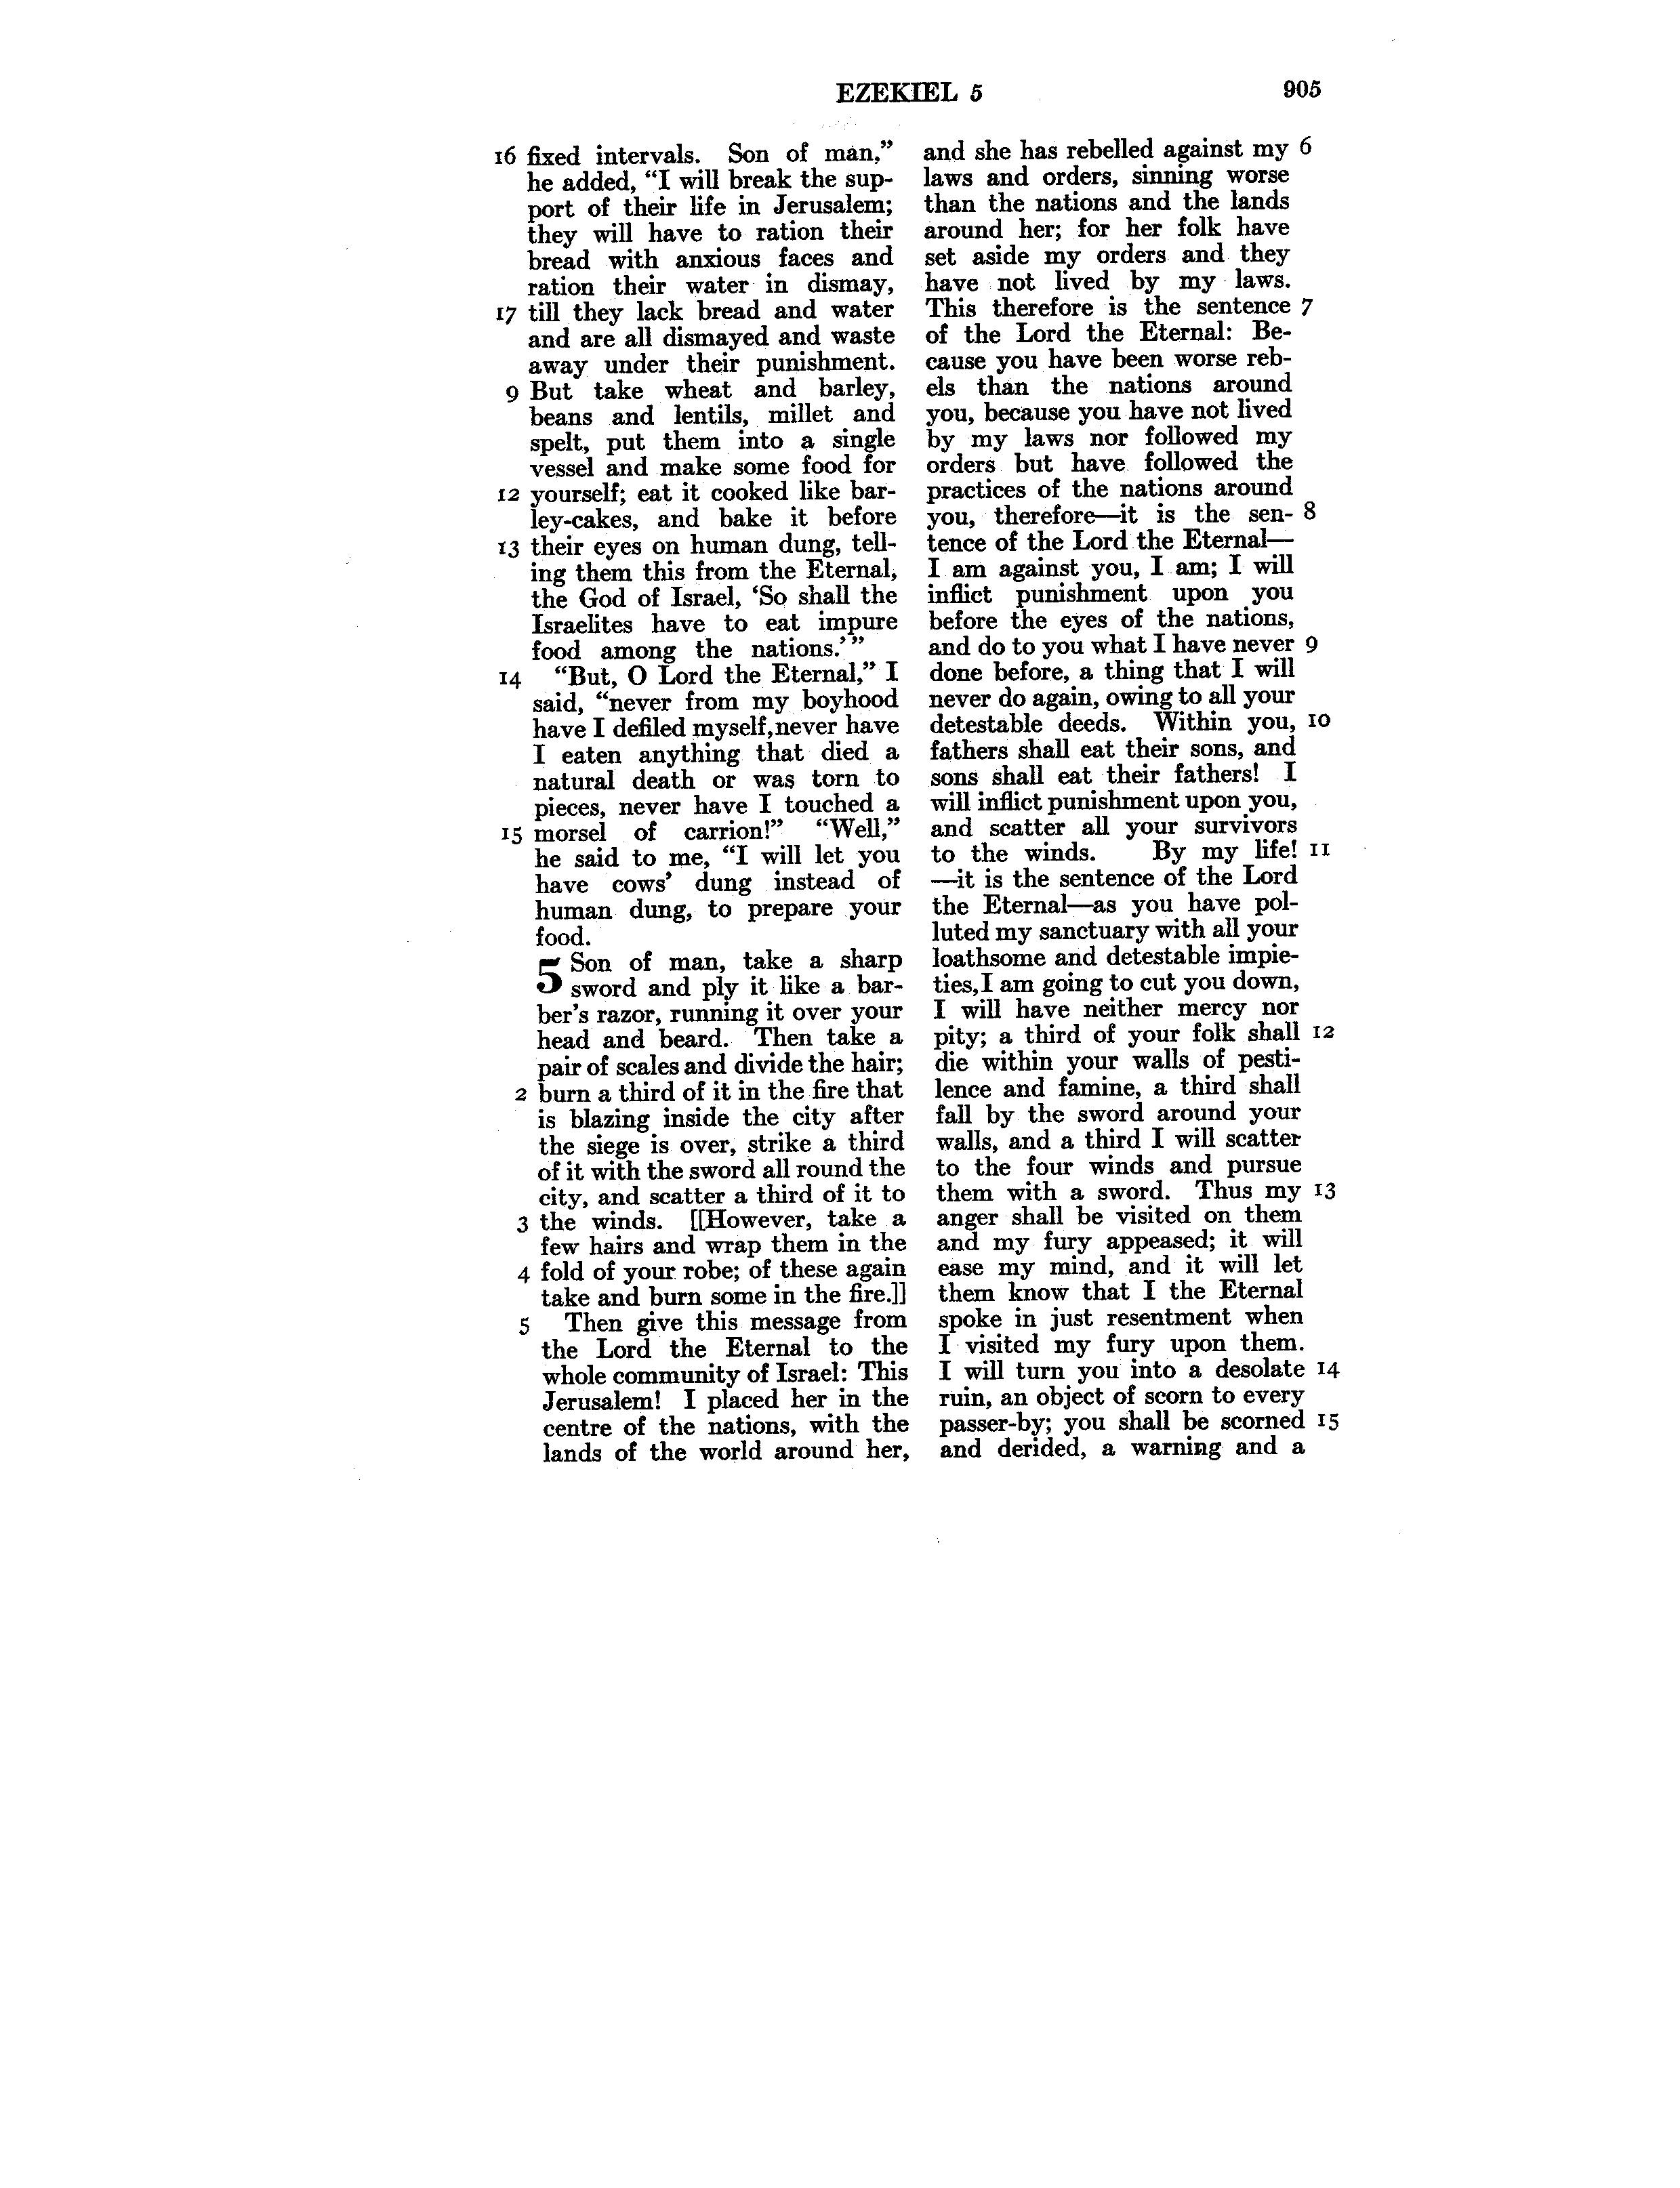 EZEKIEL 5 905
16 fixed intervals. Son of man,”
he added, “I will break the sup-
port of their life in Jerusalem;
they will have to ration their
bread with anxious faces and
ration their water in dismay,
17 till they lack bread and water
and are all dismayed and waste
away under their punishment.
9 But take wheat and barley,
beans and lentils, millet and
spelt, put them into a single
vessel and make some food for
12 yourself; eat it cooked like bar-
ley-cakes, and bake it before
13 their eyes on human dung, tell-
ing them this from the Eternal,
the God of Israel, ‘So shall the
Israelites have to eat impure
food among the nations.’”
14 “But, O Lord the Eternal,” I
said, “never from my boyhood
have I defiled myself, never have
I eaten anything that died a
natural death or was torn to
pieces, never have I touched a
15 morsel of carrion!” “Well,”
he said to me, “I will let you
have cows’ dung instead of
human dung, to prepare your
food.
5 Son of man, take a sharp
sword and ply it like a bar-
ber’s razor, running it over your
head and beard. Then take a
pair of scales and divide the hair;
2 burn a third of it in the fire that
is blazing inside the city after
the siege is over, strike a third
of it with the sword all round the
city, and scatter a third of it to
3 the winds. [[However, take a
few hairs and wrap them in the
4 fold of your robe; of these again
take and burn some in the fire.]]
5 Then give this message from
the Lord the Eternal to the
whole community of Israel: This
Jerusalem! I placed her in the
centre of the nations, with the
lands of the world around her,
and she has rebelled against my 6
laws and orders, sinning worse
than the nations and the lands
around her; for her folk have
set aside my orders and they
have not lived by my laws.
This therefore is the sentence 7
of the Lord the Eternal: Be-
cause you have been worse reb-
els than the nations around
you, because you have not lived
by my laws nor followed my
orders but have followed the
practices of the nations around
you, therefore—it is the sen- 8
tence of the Lord the Eternal—
I am against you, I am; I will
inflict punishment upon you
before the eyes of the nations,
and do to you what I have never 9
done before, a thing that I will
never do again, owing to all your
detestable deeds. Within you, 10
fathers shall eat their sons, and
sons shall eat their fathers! I
will inflict punishment upon you,
and scatter all your survivors
to the winds. By my life! 11
—it is the sentence of the Lord
the Eternal—as you have pol-
luted my sanctuary with all your
loathsome and detestable impie-
ties, I am going to cut you down,
I will have neither mercy nor
pity; a third of your folk shall 12
die within your walls of pesti-
lence and famine, a third shall
fall by the sword around your
walls, and a third I will scatter
to the four winds and pursue
them with a sword. Thus my 13
anger shall be visited on them
and my fury appeased; it will
ease my mind, and it will let
them know that I the Eternal
spoke in just resentment when
I visited my fury upon them.
I will turn you into a desolate 14
ruin, an object of scorn to every
passer-by; you shall be scorned 15
and derided, a warning and a